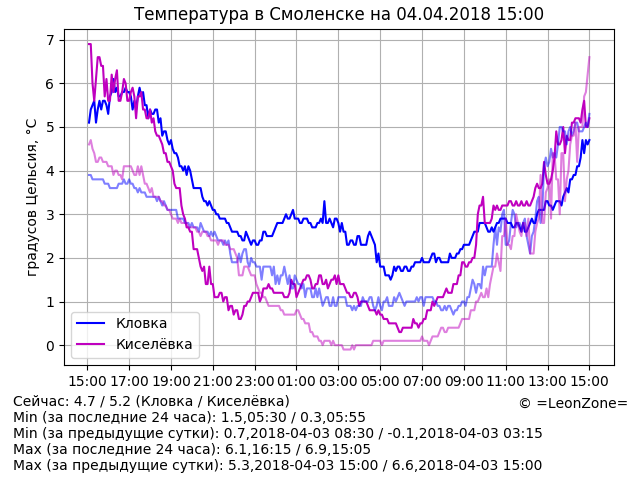 Температура в Смоленске на 04.04.2018 15:00
7
6
5
4
3
2
1
0
градусов Цельсия, °C
Кловка
Киселёвка
15:00 17:00 19:00 21:00 23:00 01:00 03:00 05:00 07:00 09:00 11:00 13:00 15:00
Сейчас: 4.7 / 5.2 (Кловка / Киселёвка)
© =LeonZone=
Min (за последние 24 часа): 1.5,05:30 / 0.3,05:55
Min (за предыдущие сутки): 0.7,2018-04-03 08:30 / -0.1,2018-04-03 03:15
Max (за последние 24 часа): 6.1,16:15 / 6.9,15:05
Max (за предыдущие сутки): 5.3,2018-04-03 15:00 / 6.6,2018-04-03 15:00